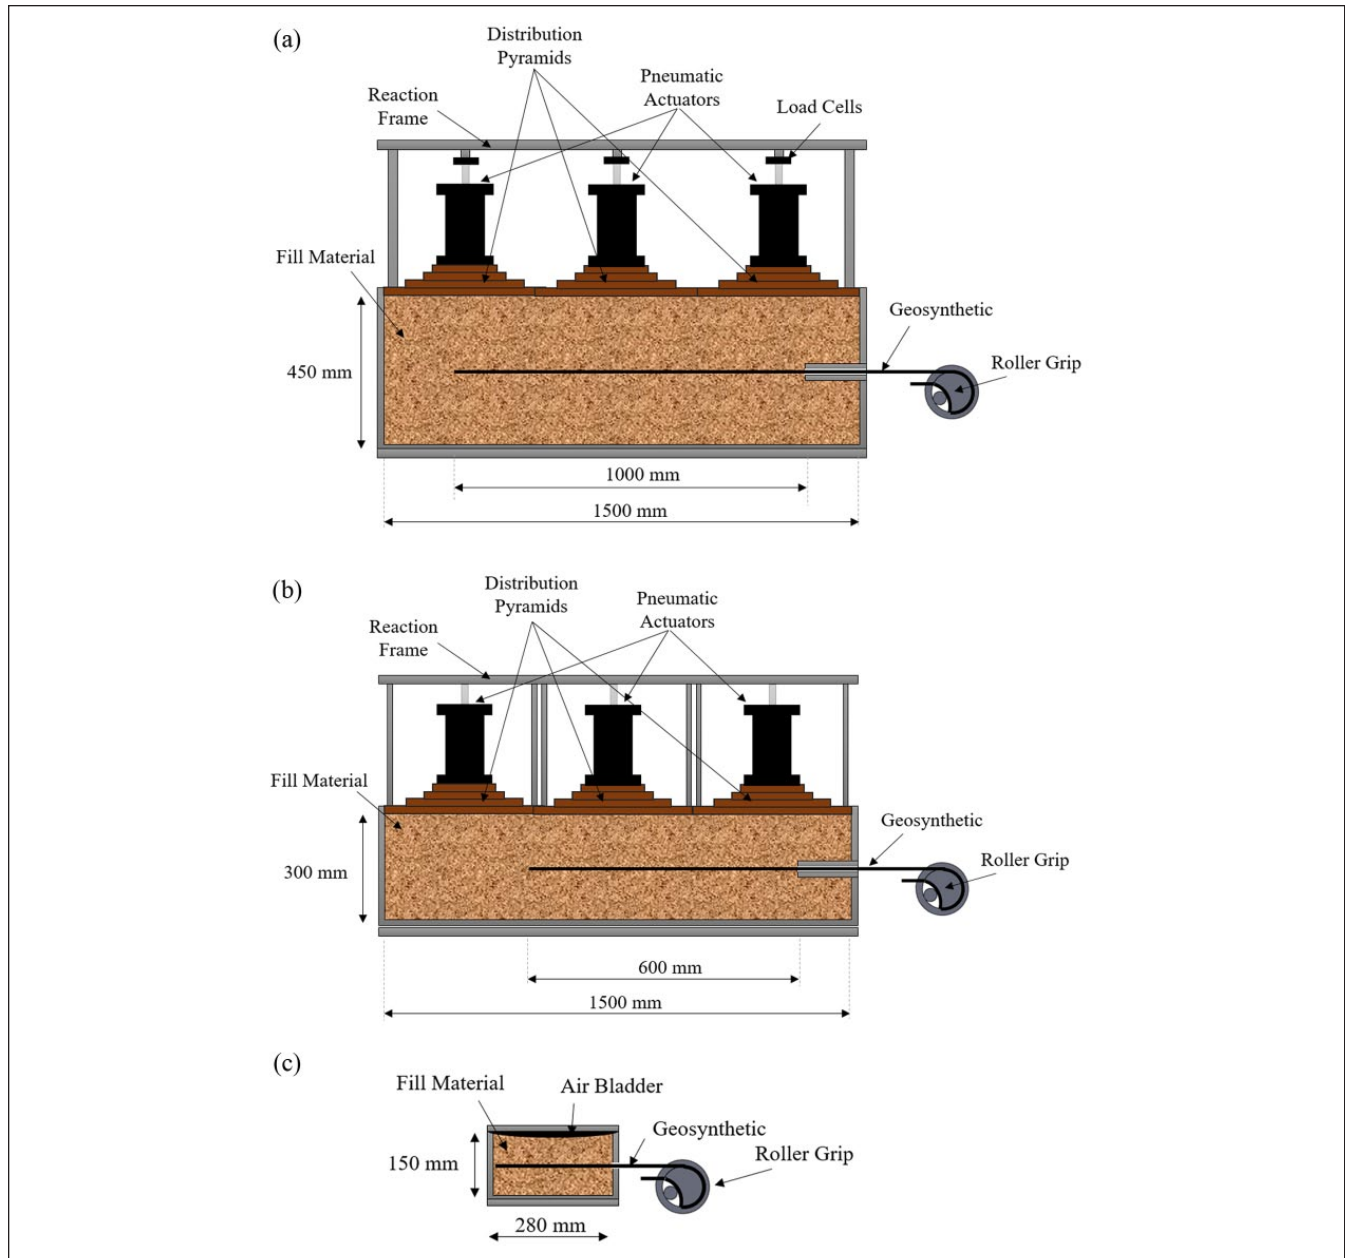 (a)
Distribution
Pyramids
Pneumatic
Actuators
Reaction
Frame
Load Cells
Fill Material
Geosynthetic
Roller Grip
450 mm
1000 mm
1500 mm
(b)
Distribution
Pyramids
Pneumatic
Actuators
Reaction
Frame
Fill Material
Geosynthetic
Roller Grip
300 mm
600 mm
1500 mm
(c)
Fill Material
Air Bladder
Geosynthetic
Roller Grip
150 mm
280 mm